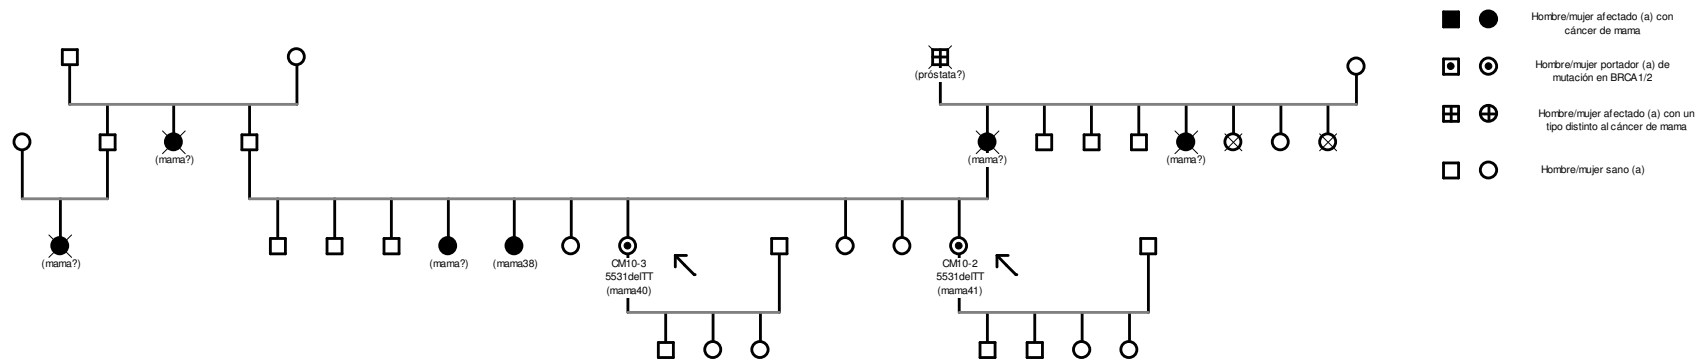 Hombre/mujer afectado (a) con
cáncer de mama
Hombre/mujer portador (a) de
mutación en BRCA1/2
Hombre/mujer afectado (a) con un
tipo distinto al cáncer de mama
Hombre/mujer sano (a)
(próstata?)
(mama?)
(mama?)
(mama?)
(mama?)
(mama?)
(mama38)
CM10-3
5531delTT
(mama40)
CM10-2
5531delTT
(mama41)